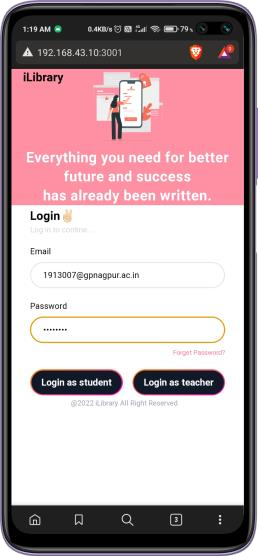 1:19 AM 0.4KB/s 79
192.168.43.10:3001
iLibrary
Everything you need for better
future and success
has already been written.
Login
Log in to contine...
Email
1913007@gpnagpur.ac.in
Password
••••••••
Forget Password?
Login as student Login as teacher
@2022 iLibrary All Right Reserved
3